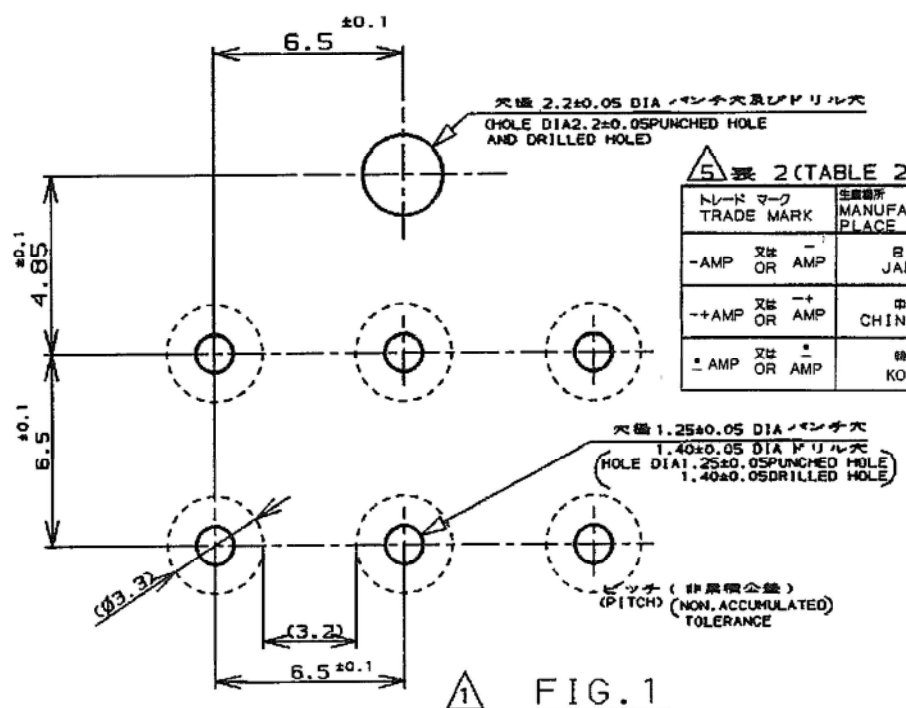 6.5 ±0.1
穴径 2.2±0.05 DIA パンチ穴及びドリル穴
(HOLE DIA2.2±0.05PUNCHED HOLE
AND DRILLED HOLE)
5 表 2(TABLE 2
トレード マーク
TRADE MARK
生産場所
MANUFA
PLACE
-AMP 又は OR AMP
JA
-+AMP 又は OR -+AMP
中
CHIN
AMP 又は OR AMP
KO
4.85 ±0.1
6.5 ±0.1
穴径 1.25±0.05 DIA パンチ穴
1.40±0.05 DIA ドリル穴
(HOLE DIA1.25±0.05PUNCHED HOLE
1.40±0.05DRILLED HOLE)
(Ø3.3)
(3.2)
6.5 ±0.1
ピッチ ( 非累積公差 )
(PITCH) (NON.ACCUMULATED)
TOLERANCE
1 FIG.1